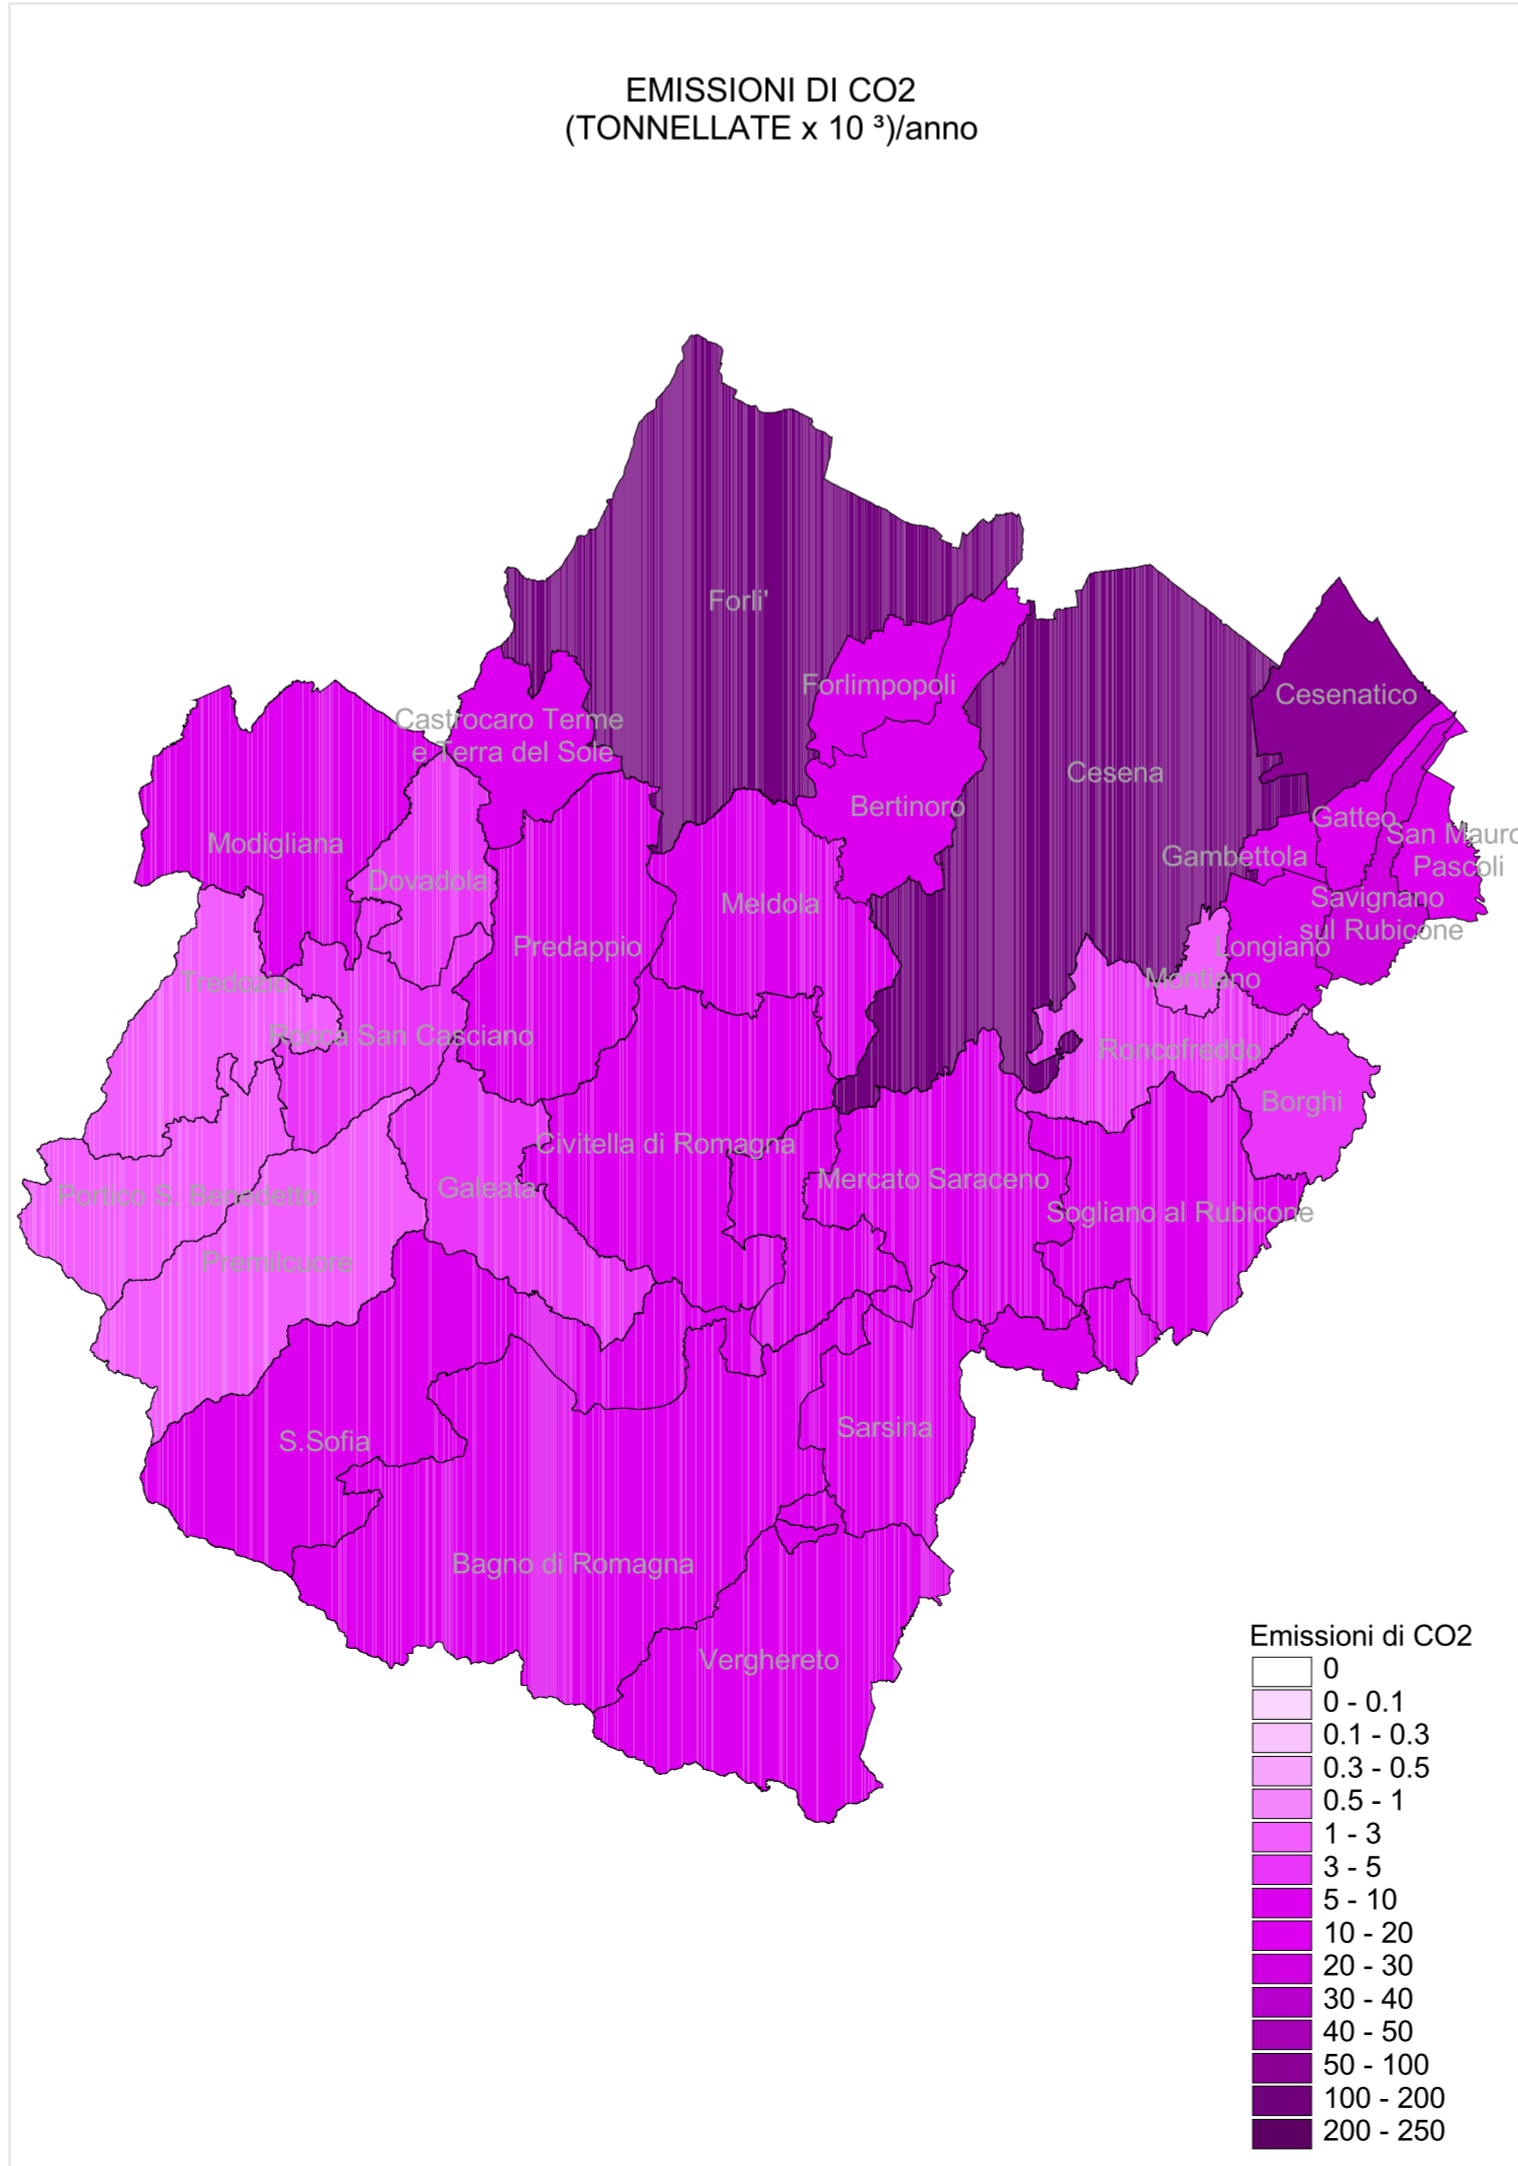 EMISSIONI DI CO2
(TONNELLATE x 10 ³)/anno
Forli'
Forlimpopoli
Cesenatico
Castrocaro Terme
e Terra del Sole
Cesena
Bertinoro
Gatteo
San Mauro
Pascoli
Modigliana
Gambettola
Dovadola
Savignano
sul Rubicone
Meldola
Predappio
Longiano
Montiano
Tredozio
Rocca San Casciano
Roncofreddo
Borghi
Civitella di Romagna
Mercato Saraceno
Galeata
Portico S. Benedetto
Sogliano al Rubicone
Premilcuore
Sarsina
S.Sofia
Bagno di Romagna
Verghereto
Emissioni di CO2
0
0 - 0.1
0.1 - 0.3
0.3 - 0.5
0.5 - 1
1 - 3
3 - 5
5 - 10
10 - 20
20 - 30
30 - 40
40 - 50
50 - 100
100 - 200
200 - 250